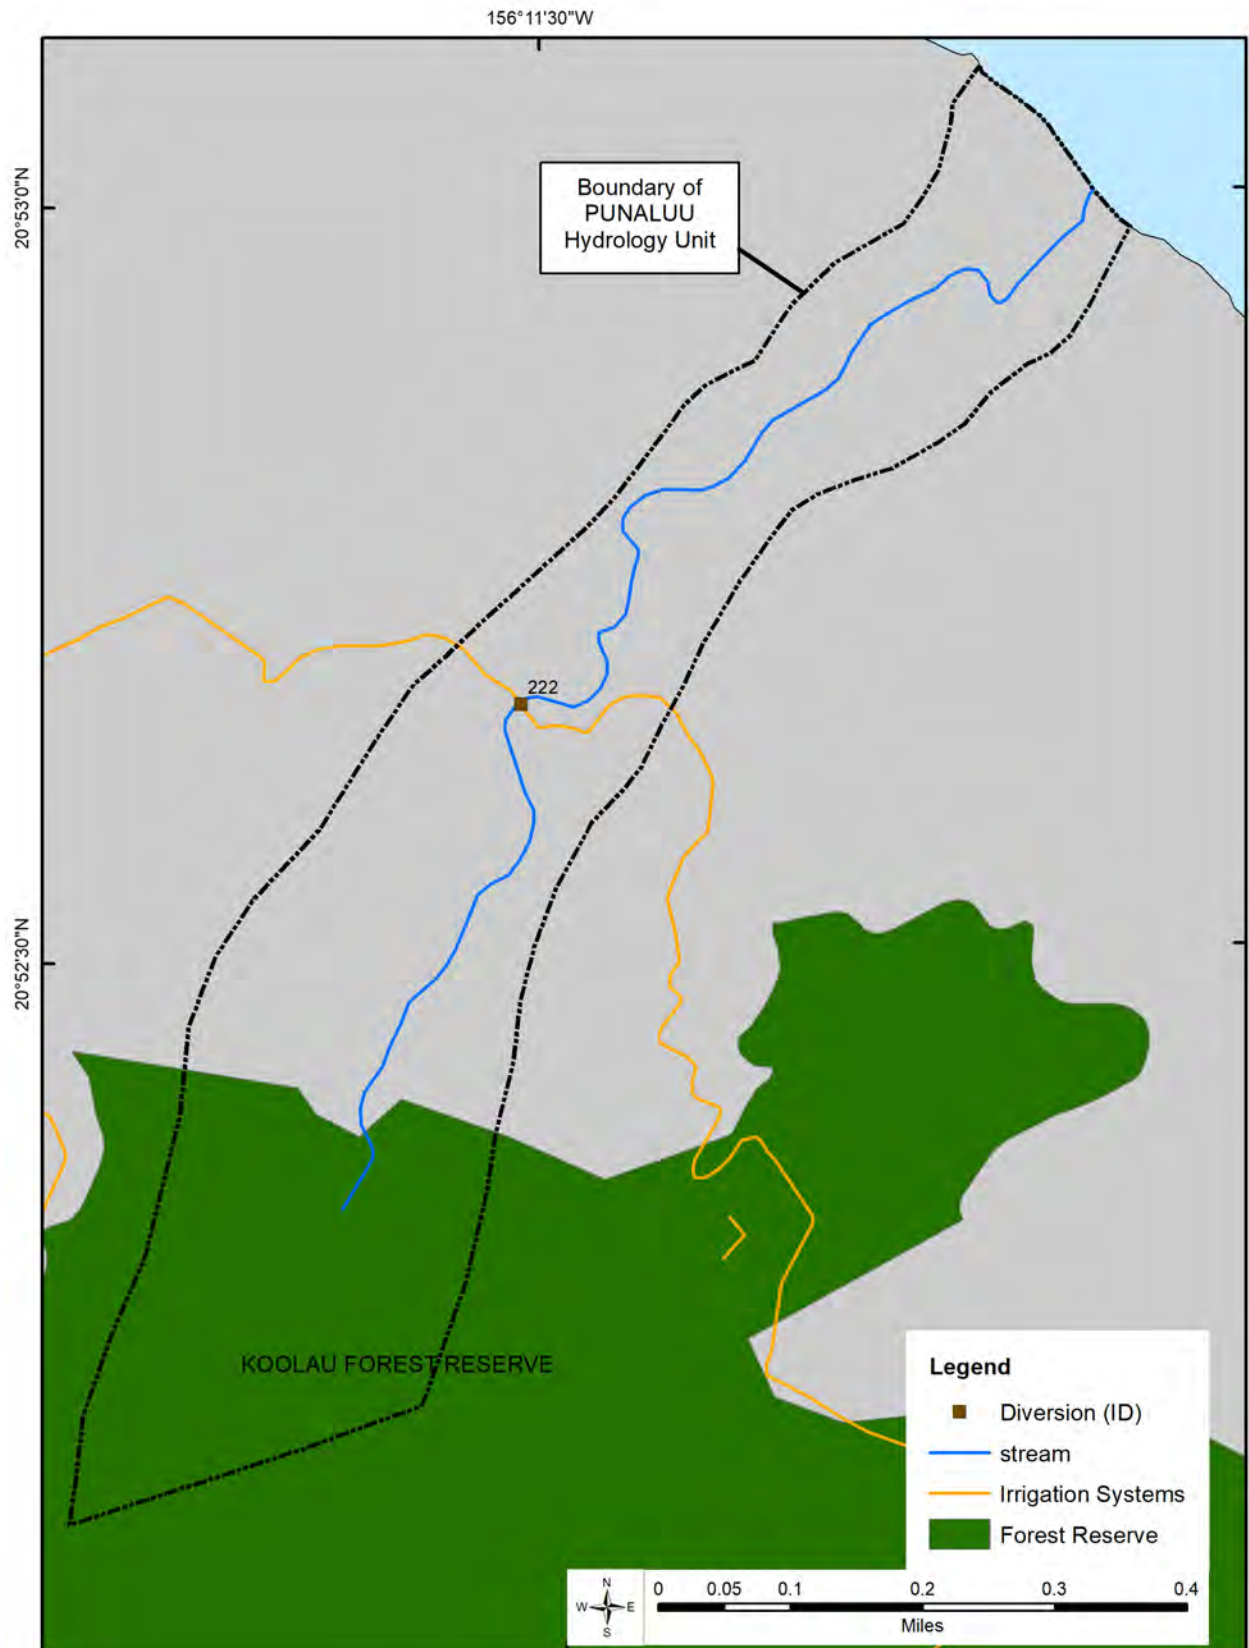 156°11'30"W
20°53'0"N
Boundary of
PUNALUU
Hydrology Unit
222
20°52'30"N
KOOLAU FOREST RESERVE
Legend
Diversion (ID)
stream
Irrigation Systems
Forest Reserve
N
W E
S
0 0.05 0.1 0.2 0.3 0.4
Miles